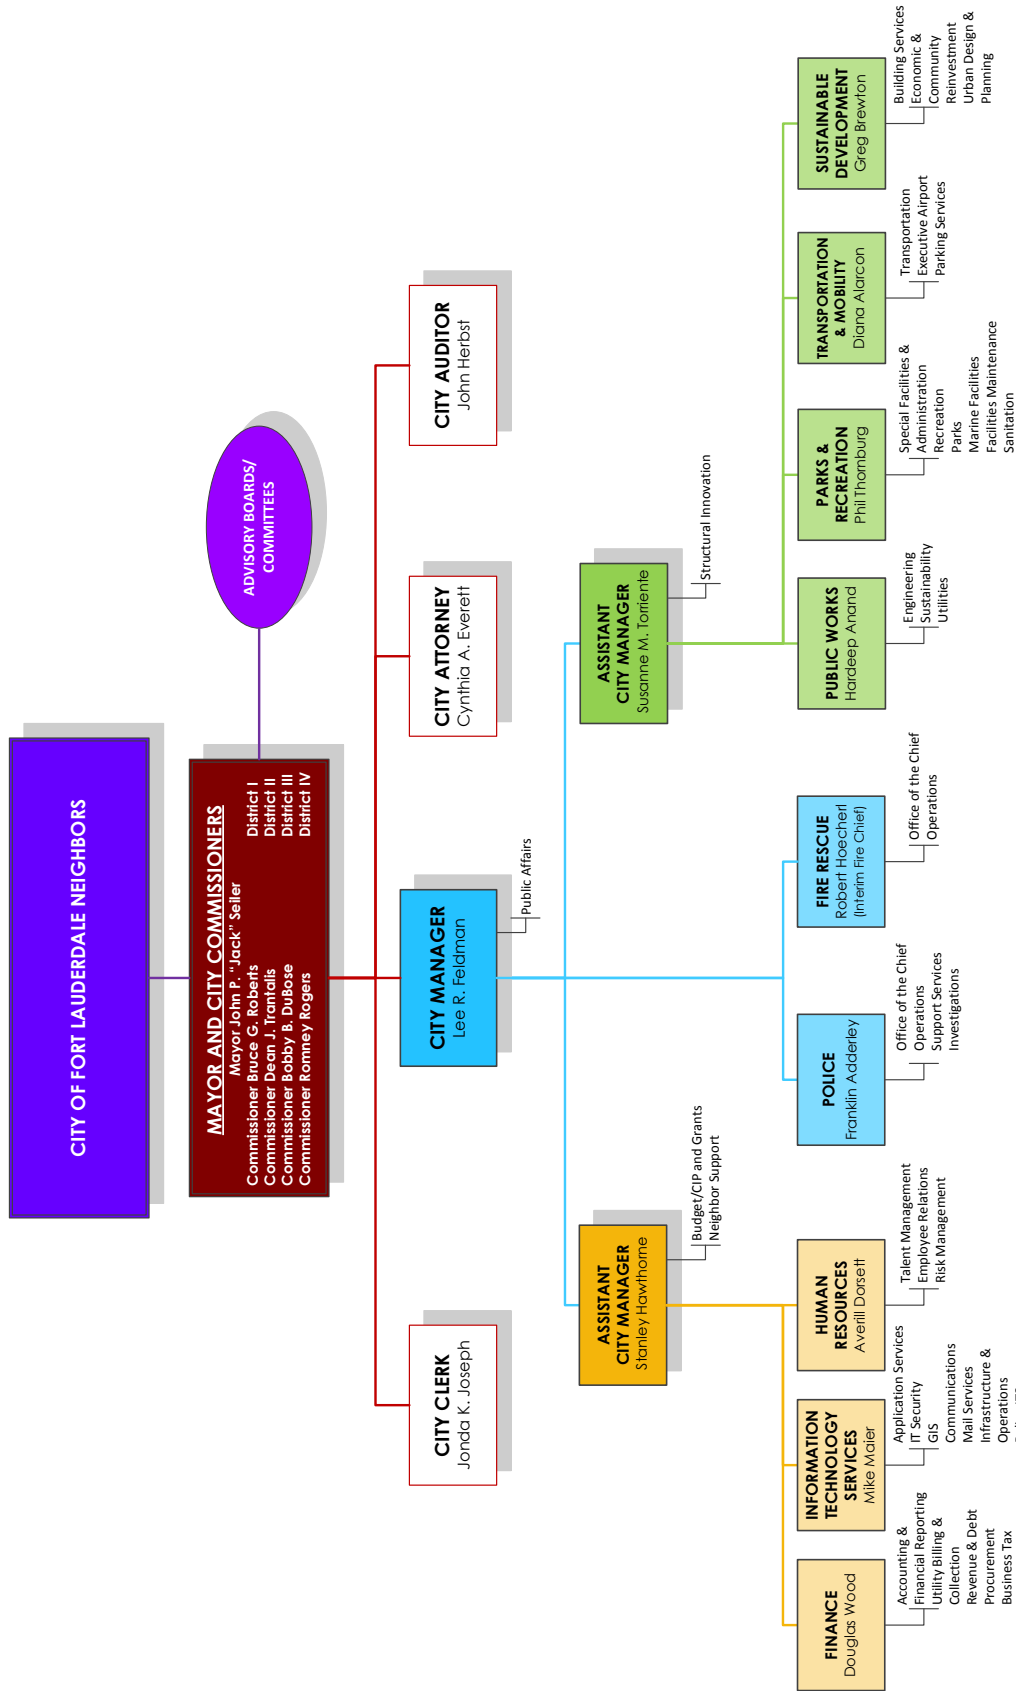 CITY OF FORT LAUDERDALE NEIGHBORS
MAYOR AND CITY COMMISSIONERS
Mayor John P. "Jack" Seiler
Commissioner Bruce G. Roberts District I
Commissioner Dean J. Trantalis District II
Commissioner Bobby B. DuBose District III
Commissioner Romney Rogers District IV
ADVISORY BOARDS/
COMMITTEES
CITY CLERK
Jonda K. Joseph
CITY MANAGER
Lee R. Feldman
Public Affairs
CITY ATTORNEY
Cynthia A. Everett
CITY AUDITOR
John Herbst
ASSISTANT
CITY MANAGER
Stanley Hawthorne
Budget/CIP and Grants
Neighbor Support
ASSISTANT
CITY MANAGER
Susanne M. Torriente
Structural Innovation
FINANCE
Douglas Wood
Accounting &
Financial Reporting
Utility Billing &
Collection
Revenue & Debt
Procurement
Business Tax
INFORMATION
TECHNOLOGY
SERVICES
Mike Maier
Application Services
IT Security
GIS
Communications
Mail Services
Infrastructure &
Operations
HUMAN
RESOURCES
Averill Dorsett
Talent Management
Employee Relations
Risk Management
POLICE
Franklin Adderley
Office of the Chief
Operations
Support Services
Investigations
FIRE RESCUE
Robert Hoecherl
(Interim Fire Chief)
Office of the Chief
Operations
PUBLIC WORKS
Hardeep Anand
Engineering
Sustainability
Utilities
PARKS &
RECREATION
Phil Thornburg
Special Facilities &
Administration
Recreation
Parks
Marine Facilities
Facilities Maintenance
Sanitation
TRANSPORTATION
& MOBILITY
Diana Alarcon
Transportation
Executive Airport
Parking Services
SUSTAINABLE
DEVELOPMENT
Greg Brewton
Building Services
Economic &
Community
Reinvestment
Urban Design &
Planning